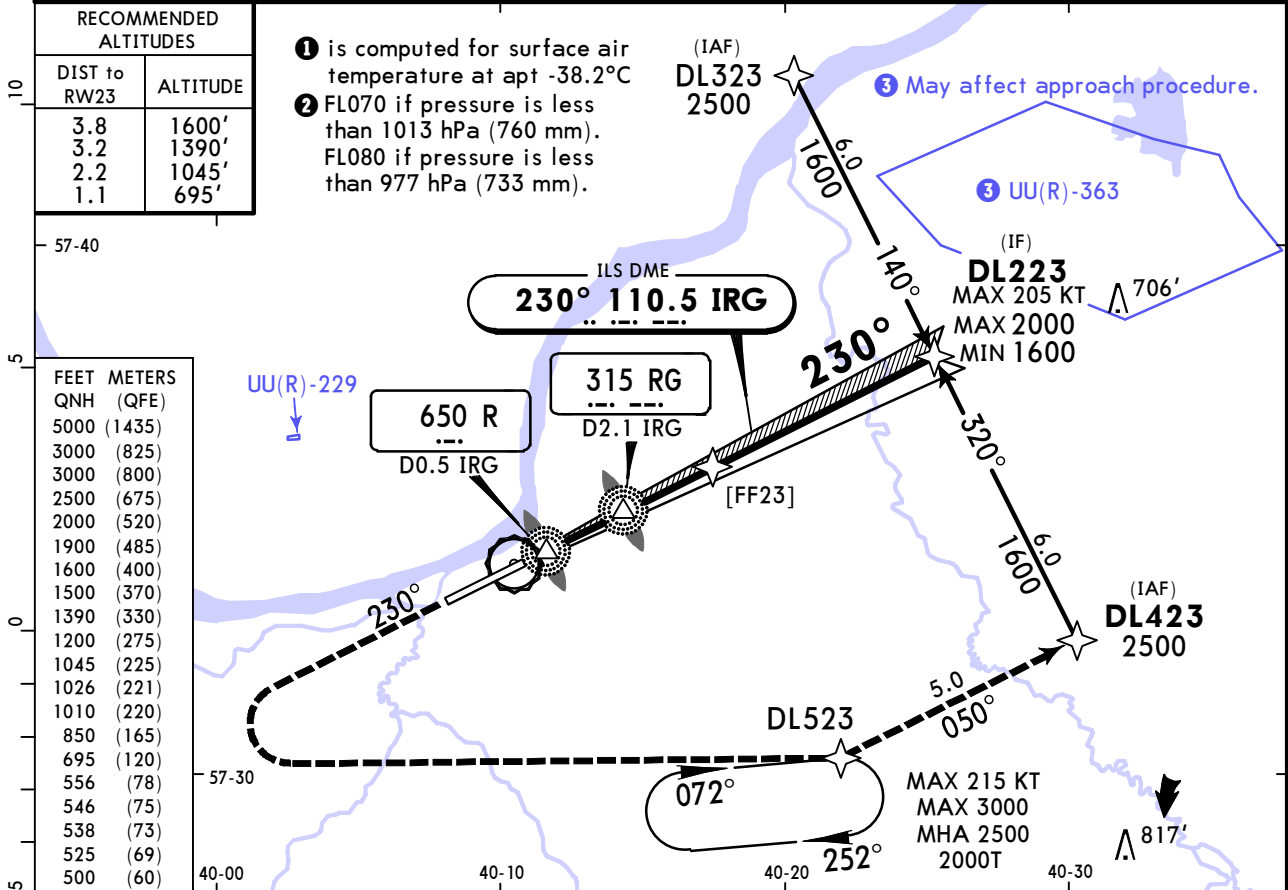 RECOMMENDED
ALTITUDES
DIST to
RW23
ALTITUDE
3.8 1600'
3.2 1390'
2.2 1045'
1.1 695'
❶ is computed for surface air
temperature at apt -38.2°C
❷ FL070 if pressure is less
than 1013 hPa (760 mm).
FL080 if pressure is less
than 977 hPa (733 mm).
(IAF)
DL323
2500
❸ May affect approach procedure.
6.0
1600
140°
❸ UU(R)-363
(IF)
DL223
MAX 205 KT
MAX 2000
MIN 1600
706'
10
57-40
5
ILS DME
230° 110.5 IRG
230°
315 RG
D2.1 IRG
650 R
D0.5 IRG
UU(R)-229
[FF23]
320°
6.0
1600
(IAF)
DL423
2500
FEET METERS
QNH (QFE)
5000 (1435)
3000 (825)
3000 (800)
2500 (675)
2000 (520)
1900 (485)
1600 (400)
1500 (370)
1390 (330)
1200 (275)
1045 (225)
1026 (221)
1010 (220)
850 (165)
695 (120)
556 (78)
546 (75)
538 (73)
525 (69)
500 (60)
0
230°
5.0
050°
DL523
57-30
072°
252°
MAX 215 KT
MAX 3000
MHA 2500
2000T
817'
5
40-00
40-10
40-20
40-30